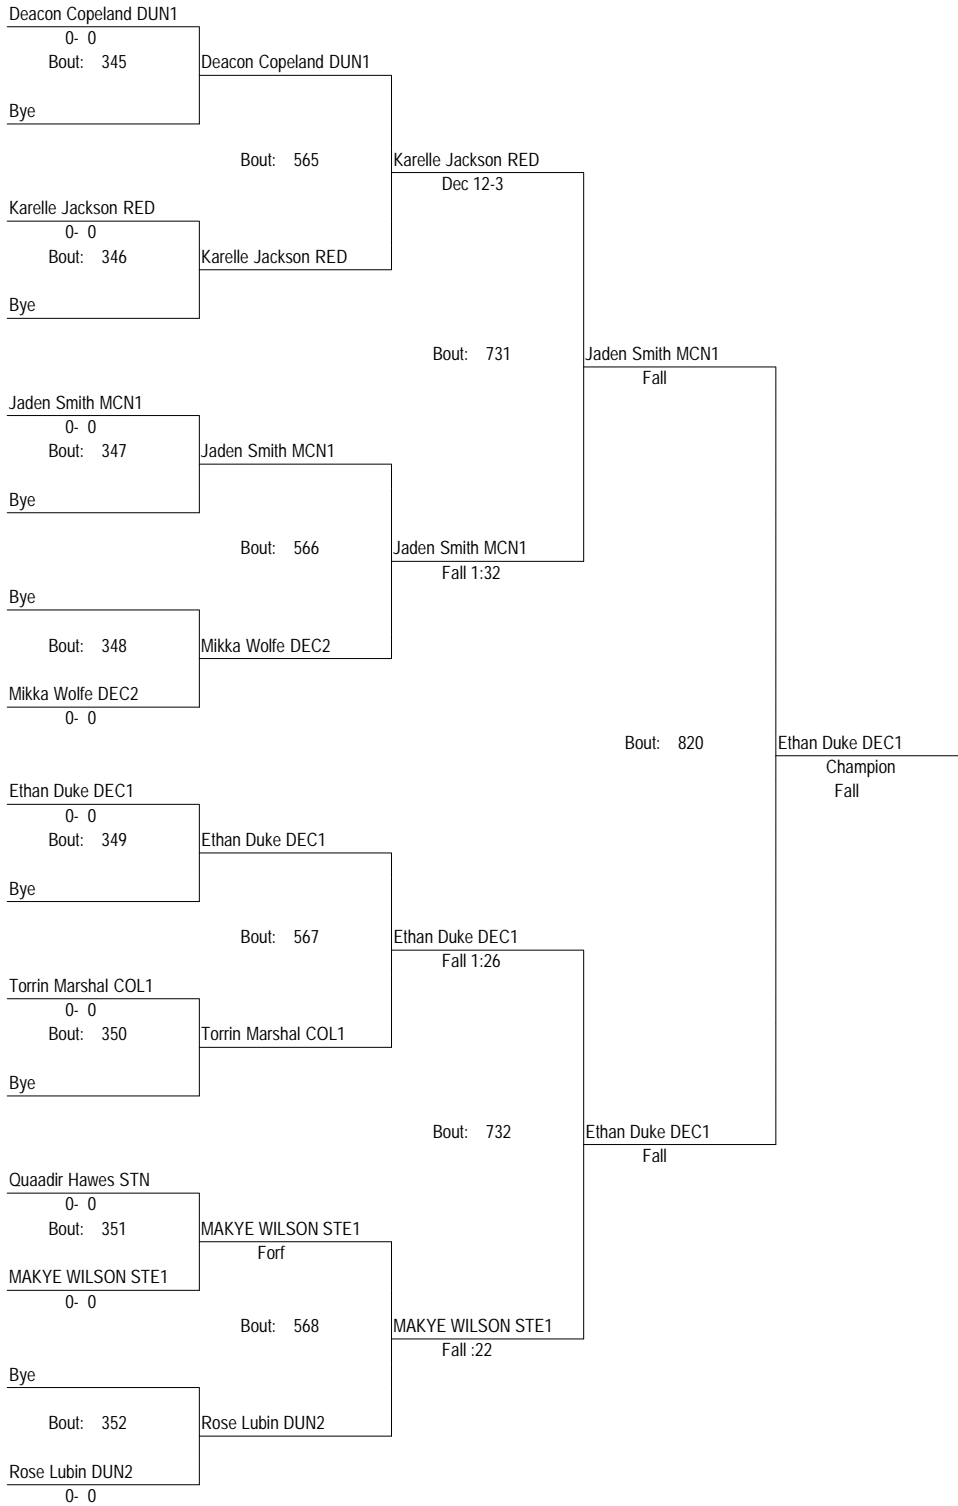 Deacon Copeland DUN1
0- 0
Bout: 345
Deacon Copeland DUN1
Bye
Bout: 565
Karelle Jackson RED
Dec 12-3
Karelle Jackson RED
0- 0
Bout: 346
Karelle Jackson RED
Bye
Bout: 731
Jaden Smith MCN1
Fall
Jaden Smith MCN1
0- 0
Bout: 347
Jaden Smith MCN1
Bye
Bout: 566
Jaden Smith MCN1
Fall 1:32
Bye
Bout: 348
Mikka Wolfe DEC2
Mikka Wolfe DEC2
0- 0
Bout: 820
Ethan Duke DEC1
Champion
Fall
Ethan Duke DEC1
0- 0
Bout: 349
Ethan Duke DEC1
Bye
Bout: 567
Ethan Duke DEC1
Fall 1:26
Torrin Marshal COL1
0- 0
Bout: 350
Torrin Marshal COL1
Bye
Bout: 732
Ethan Duke DEC1
Fall
Quaadir Hawes STN
0- 0
Bout: 351
MAKYE WILSON STE1
Forf
MAKYE WILSON STE1
0- 0
Bout: 568
MAKYE WILSON STE1
Fall :22
Bye
Bout: 352
Rose Lubin DUN2
Rose Lubin DUN2
0- 0